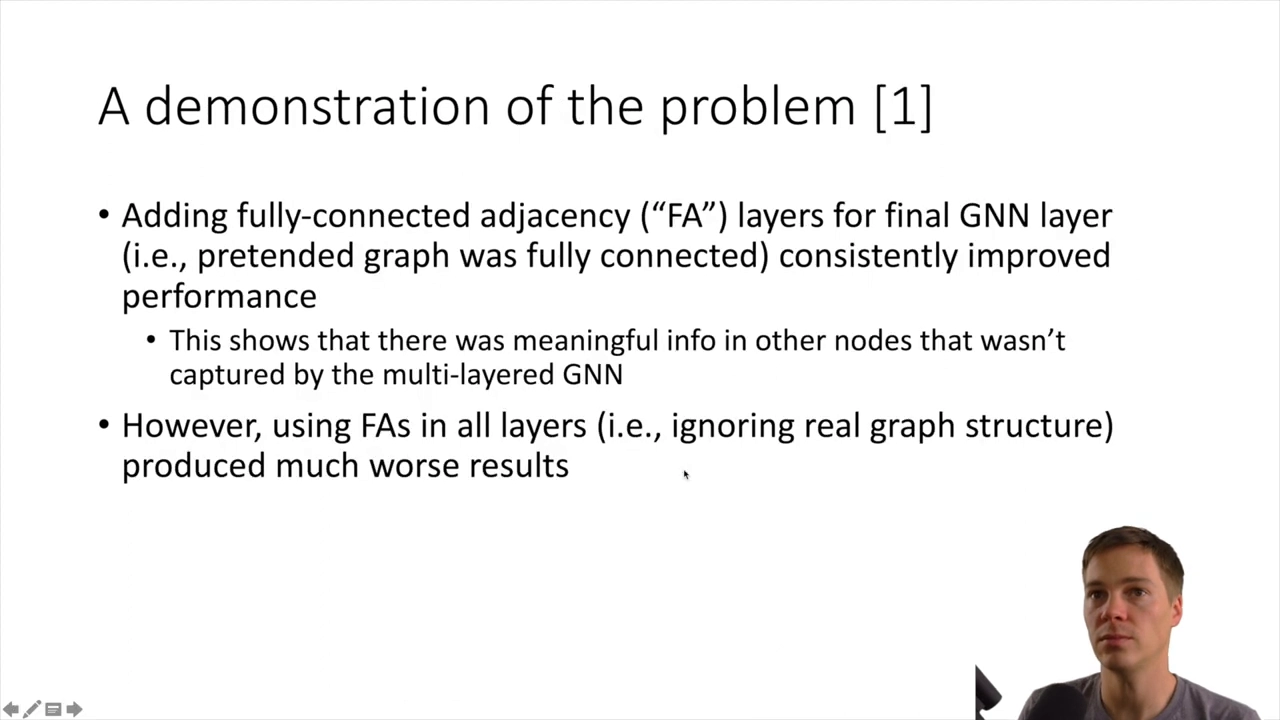 A demonstration of the problem [1]
• Adding fully-connected adjacency (“FA”) layers for final GNN layer
(i.e., pretended graph was fully connected) consistently improved
performance
• This shows that there was meaningful info in other nodes that wasn’t
captured by the multi-layered GNN
• However, using FAs in all layers (i.e., ignoring real graph structure)
produced much worse results